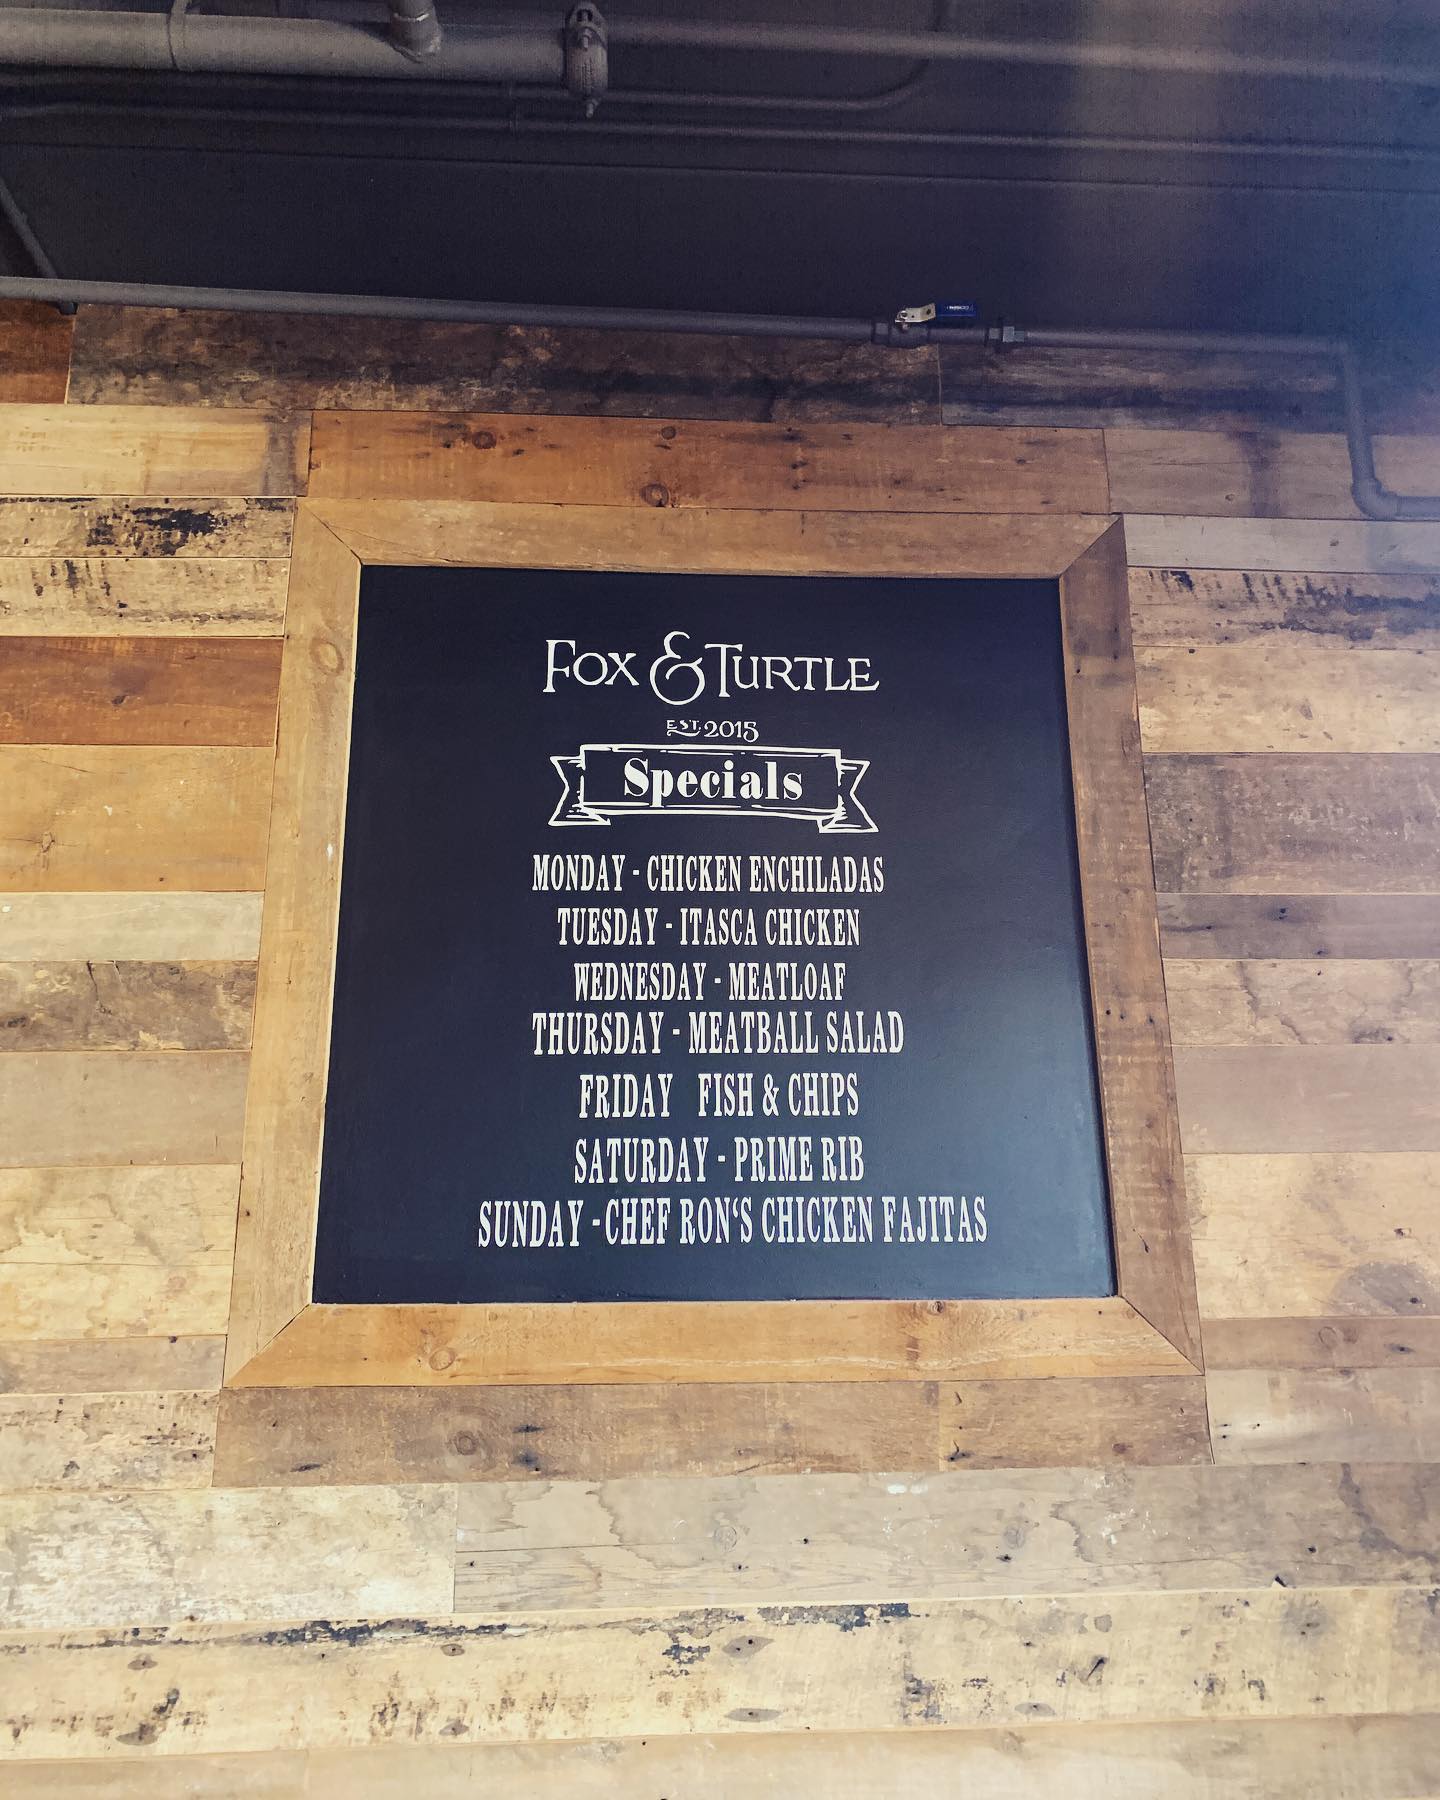 FOX & TURTLE
EST. 2015
Specials
MONDAY - CHICKEN ENCHILADAS
TUESDAY - ITASCA CHICKEN
WEDNESDAY - MEATLOAF
THURSDAY - MEATBALL SALAD
FRIDAY FISH & CHIPS
SATURDAY - PRIME RIB
SUNDAY -CHEF RON‘S CHICKEN FAJITAS